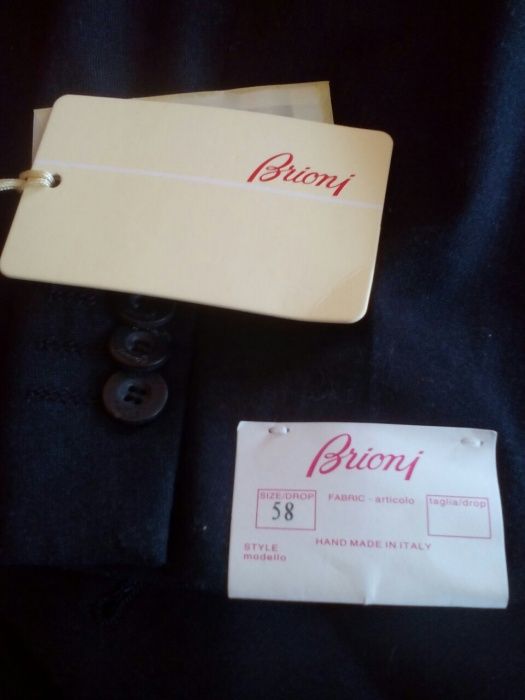 Brioni
Brioni
SIZE/DROP
58
FABRIC - articolo
taglia/drop
STYLE
modello
HAND MADE IN ITALY